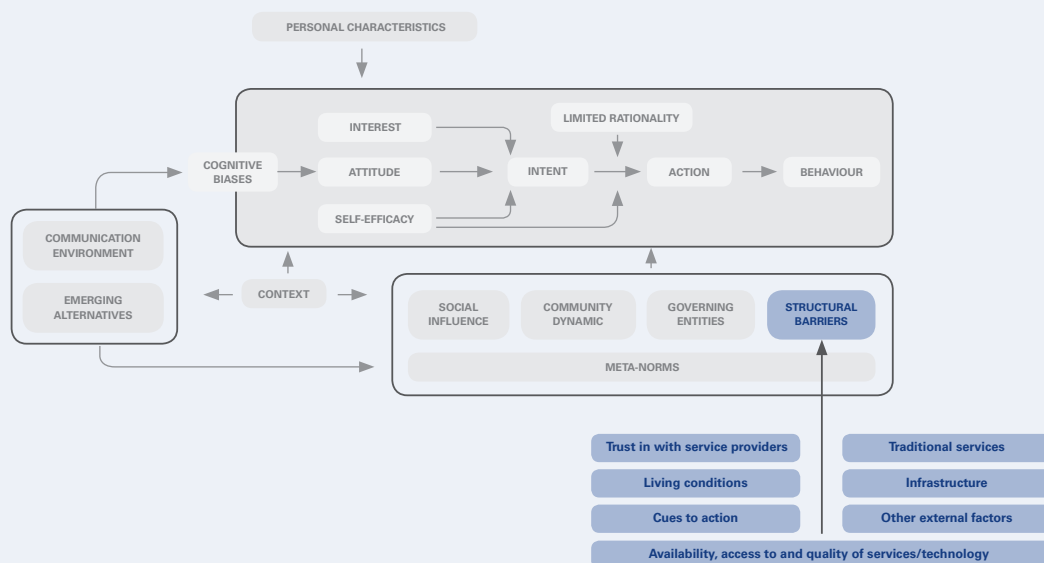 PERSONAL CHARACTERISTICS
INTEREST
LIMITED RATIONALITY
COGNITIVE
BIASES
ATTITUDE
INTENT
ACTION
BEHAVIOUR
SELF-EFFICACY
COMMUNICATION
ENVIRONMENT
EMERGING
ALTERNATIVES
CONTEXT
SOCIAL
INFLUENCE
COMMUNITY
DYNAMIC
GOVERNING
ENTITIES
STRUCTURAL
BARRIERS
META-NORMS
Trust in with service providers
Traditional services
Living conditions
Infrastructure
Cues to action
Other external factors
Availability, access to and quality of services/technology